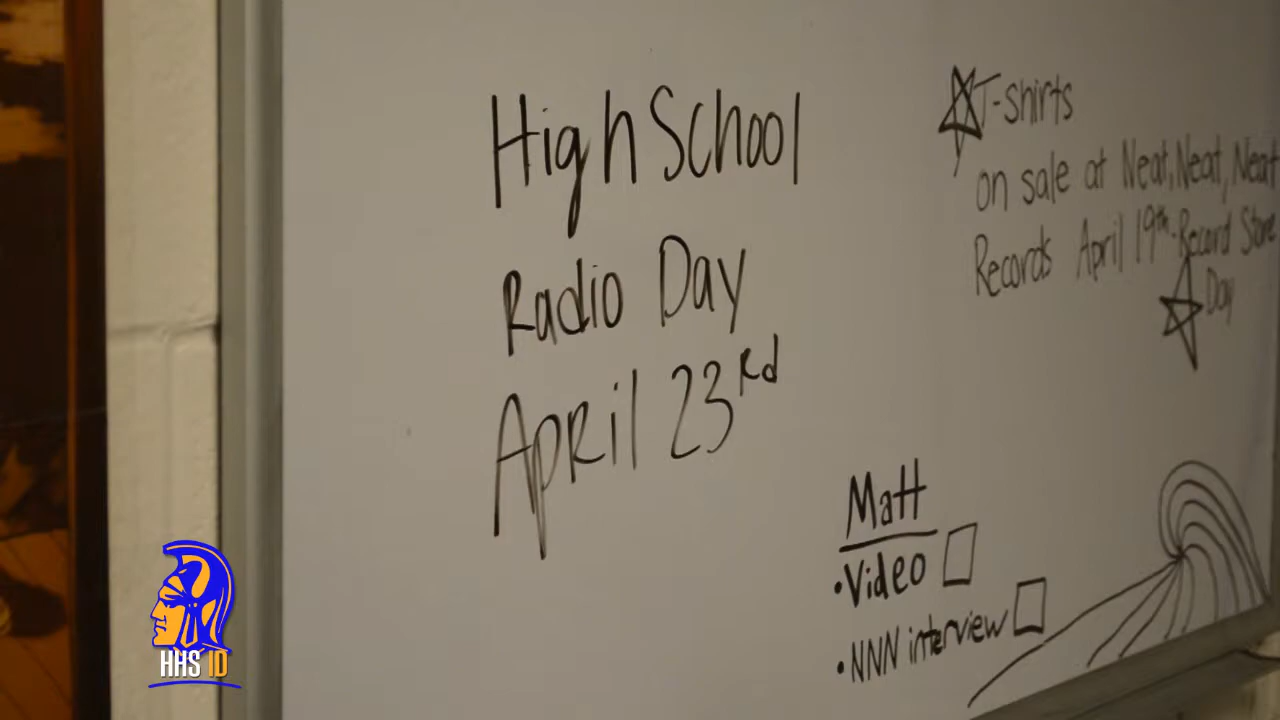 High School
Radio Day
April 23rd
T-shirts
on sale at Neat, Neat, Neat
Records April 19th - Record Store
Day
Matt
• Video
• NNN interview
HHS 10